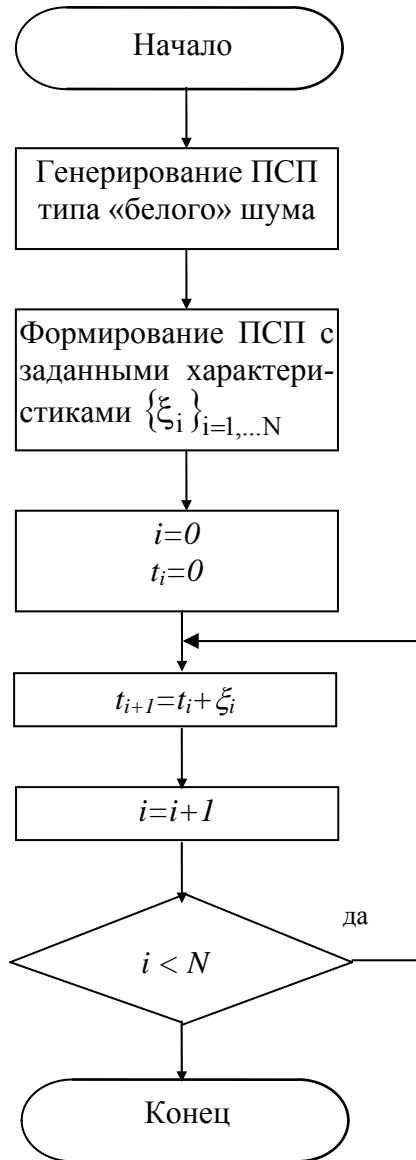 Начало
Генерирование ПСП
типа «белого» шума
Формирование ПСП с
заданными характери-
стиками {ξi}i=1,...N
i=0
ti=0
ti+1=ti+ξi
i=i+1
да
i < N
Конец